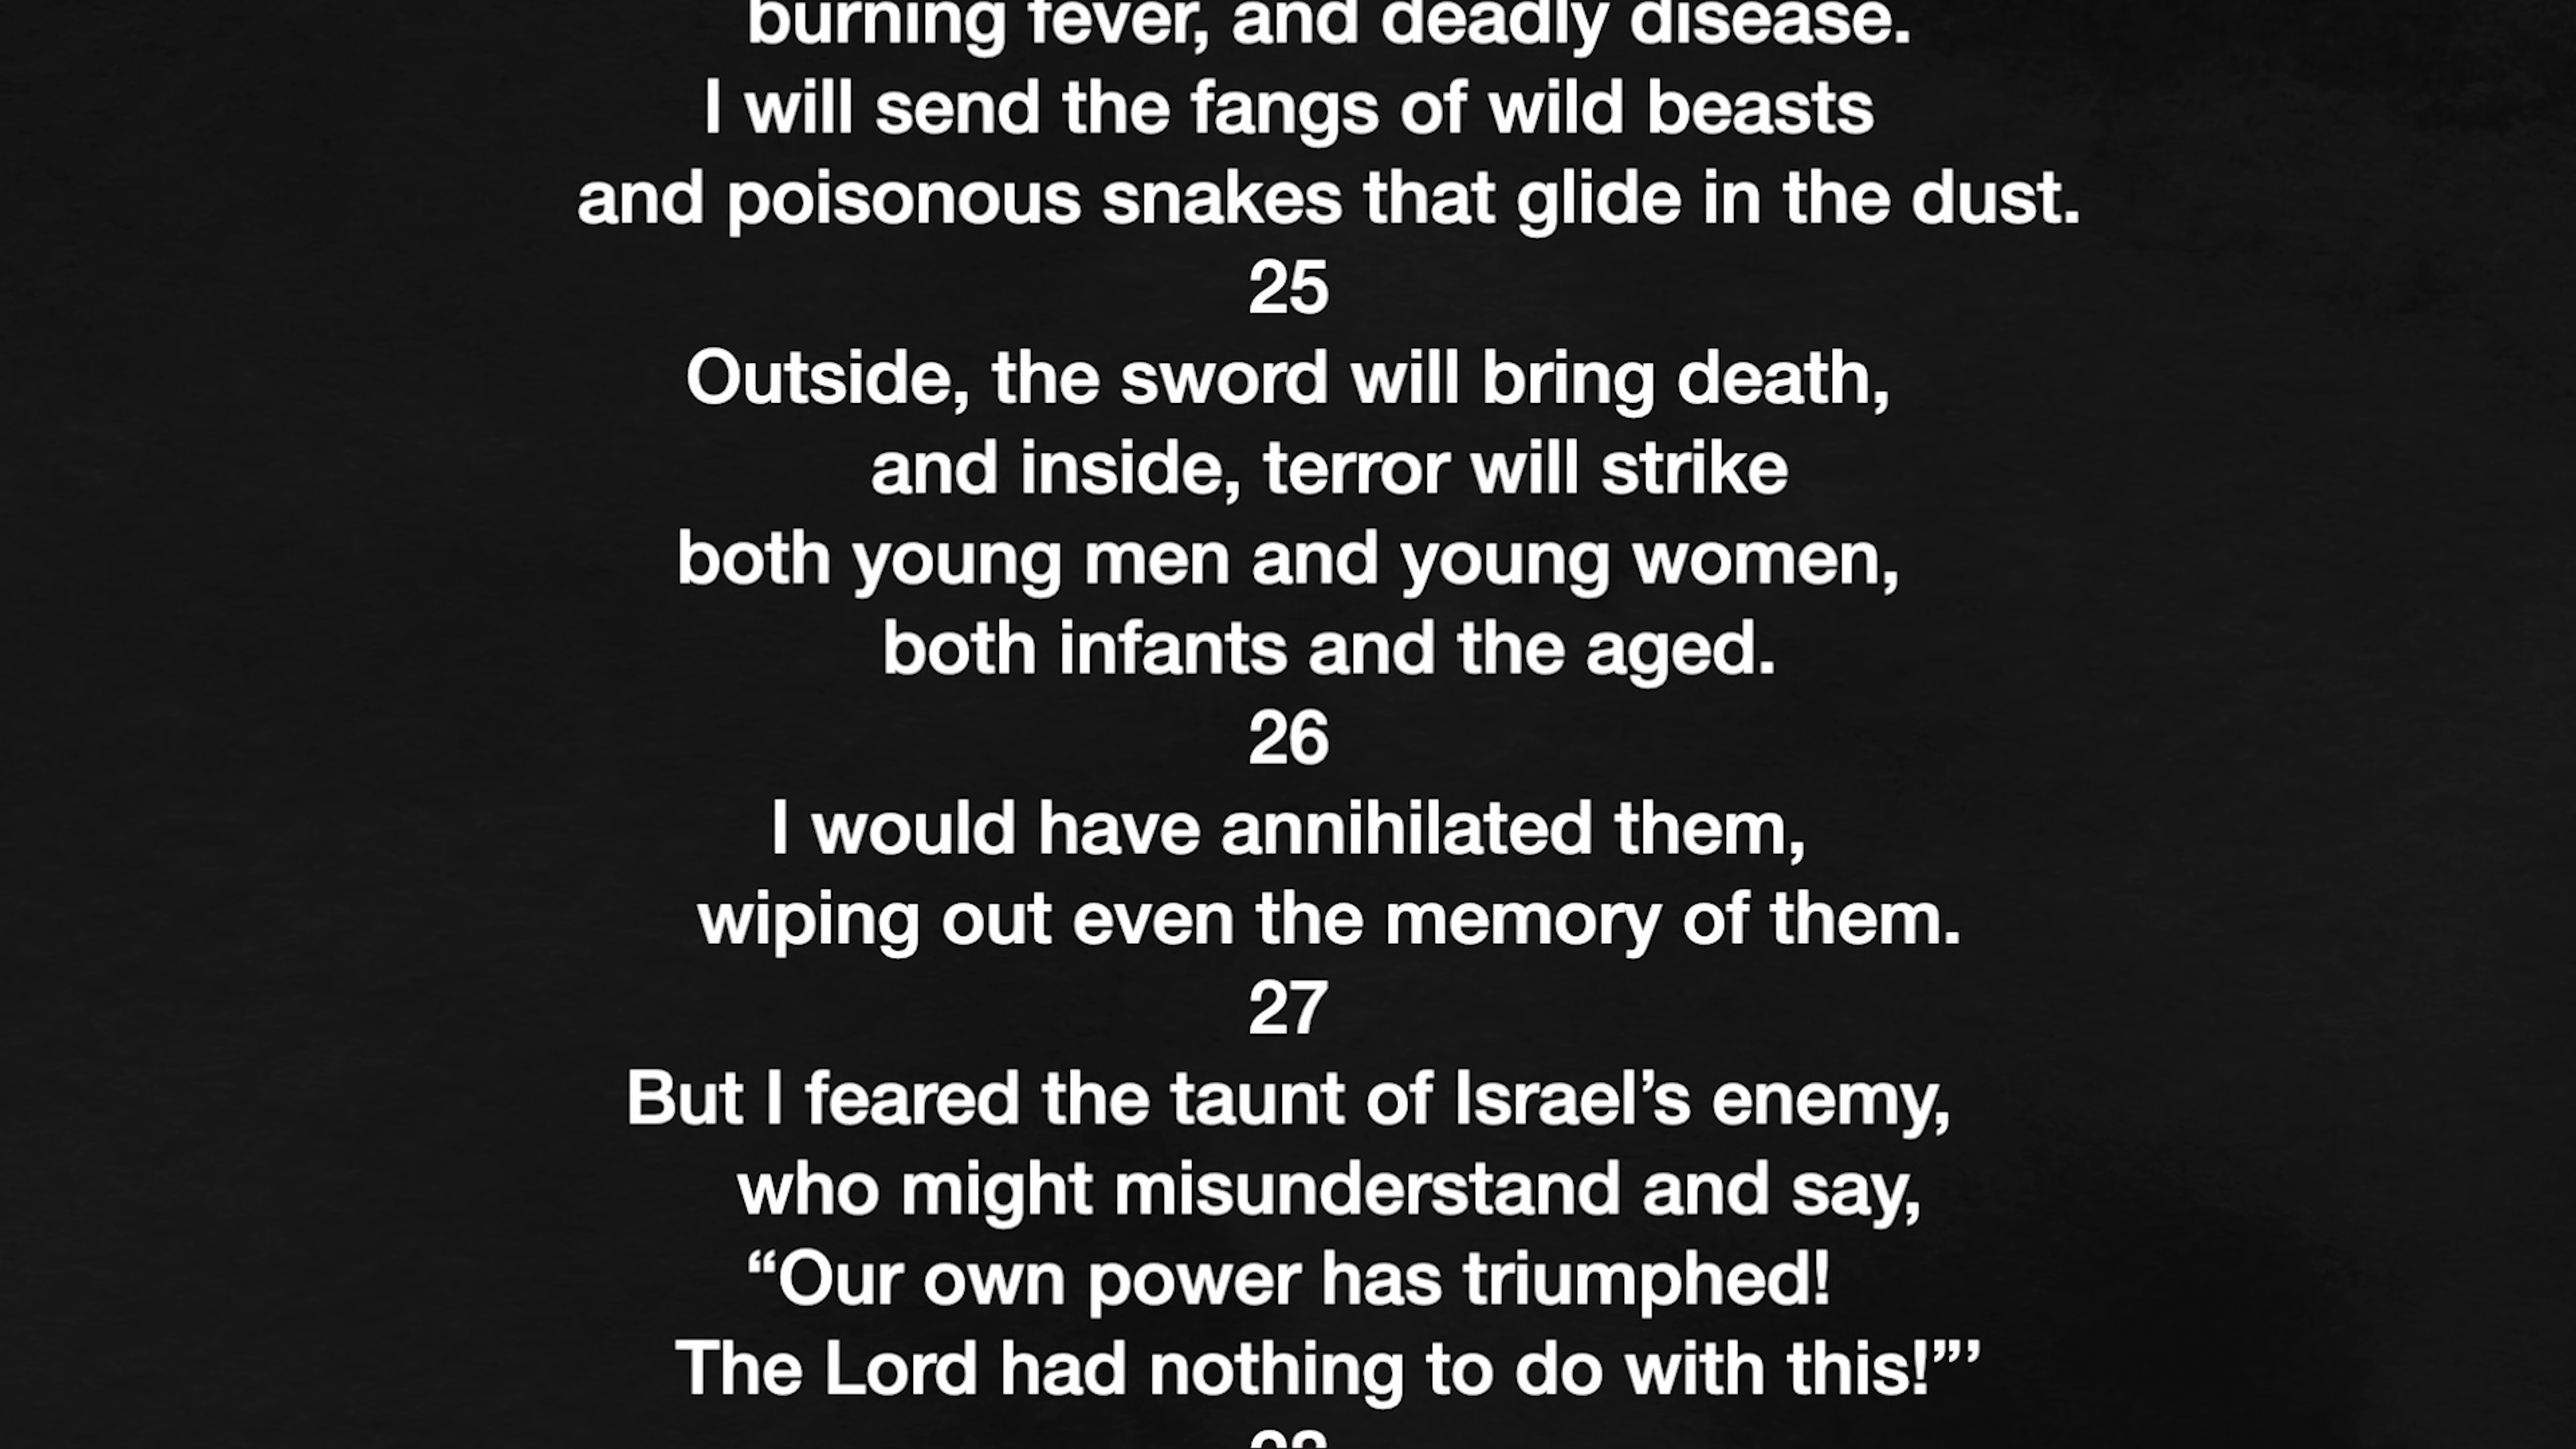 burning fever, and deadly disease.
I will send the fangs of wild beasts
and poisonous snakes that glide in the dust.
25
Outside, the sword will bring death,
and inside, terror will strike
both young men and young women,
both infants and the aged.
26
I would have annihilated them,
wiping out even the memory of them.
27
But I feared the taunt of Israel’s enemy,
who might misunderstand and say,
“Our own power has triumphed!
The Lord had nothing to do with this!”’